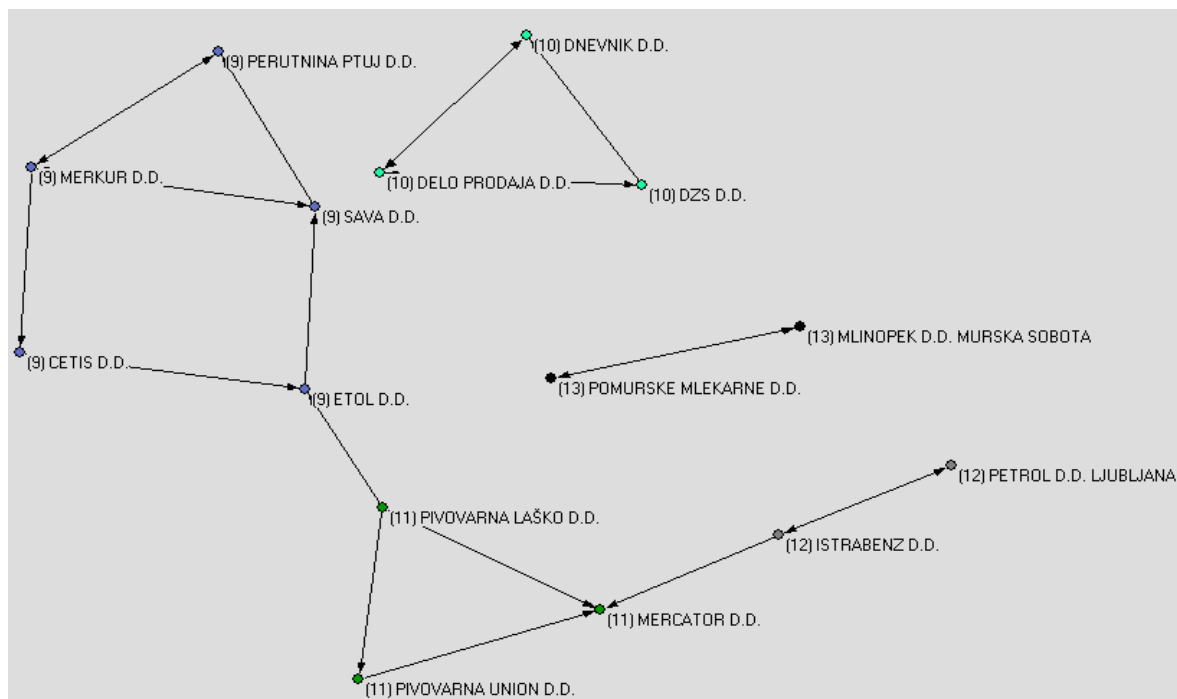 (10) DNEVNIK D.D.
(9) PERUTNINA PTUJ D.D.
(9) MERKUR D.D.
(10) DELO PRODAJA D.D.
(10) DZS D.D.
(9) SAVA D.D.
(13) MLINOPEK D.D. MURSKA SOBOTA
(9) CETIS D.D.
(13) POMURSKE MLEKARNE D.D.
(9) ETOL D.D.
(12) PETROL D.D. LJUBLJANA
(11) PIVOVARNA LAŠKO D.D.
(12) ISTRABENZ D.D.
(11) MERCATOR D.D.
(11) PIVOVARNA UNION D.D.